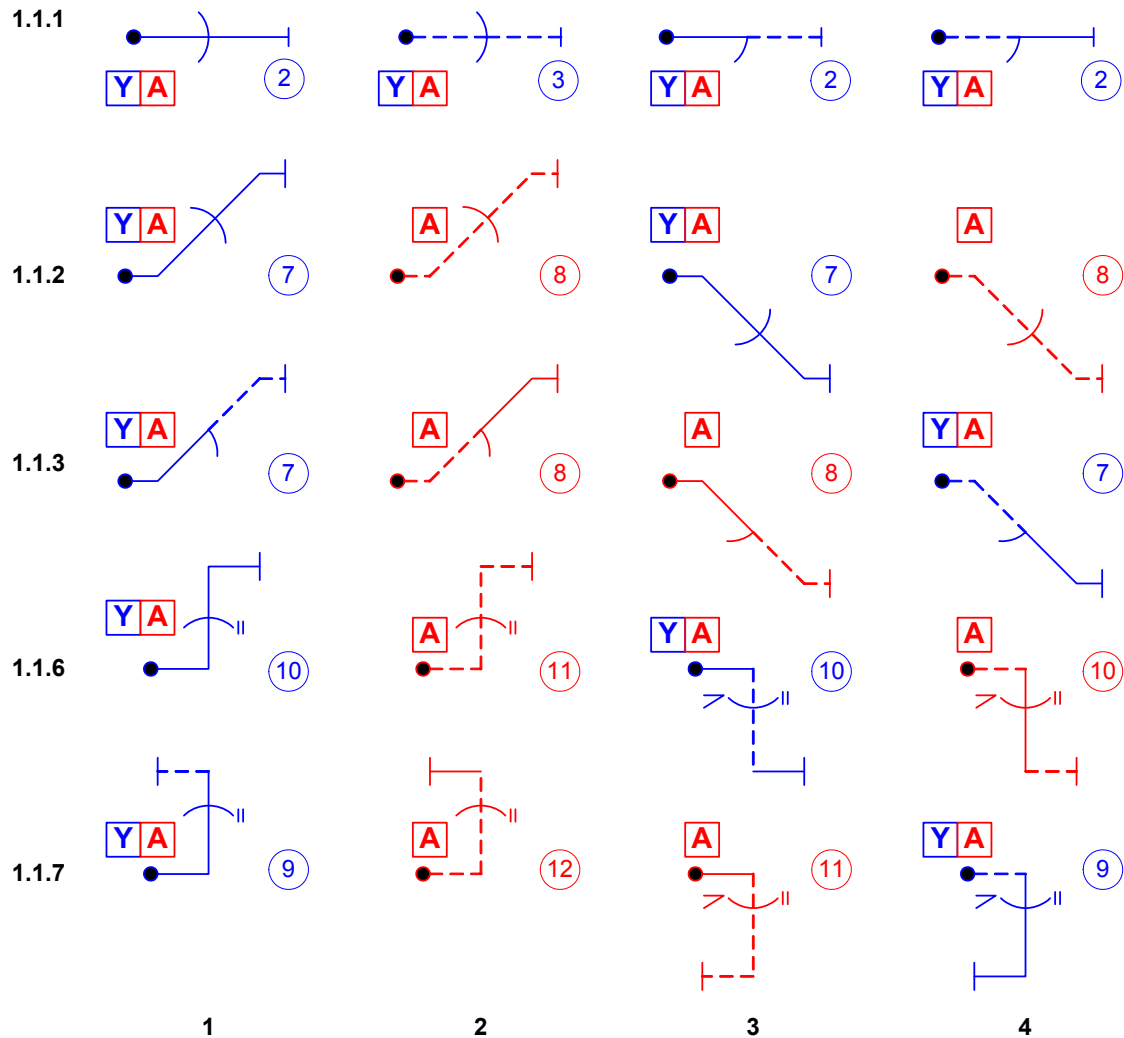 1.1.1
2 3 2 2
Y A Y A Y A Y A
Y A A Y A A
1.1.2 7 8 7 8
Y A A A Y A
1.1.3 7 8 8 7
Y A A Y A A
1.1.6 10 11 10 10
Y A A A Y A
1.1.7 9 12 11 9
1 2 3 4